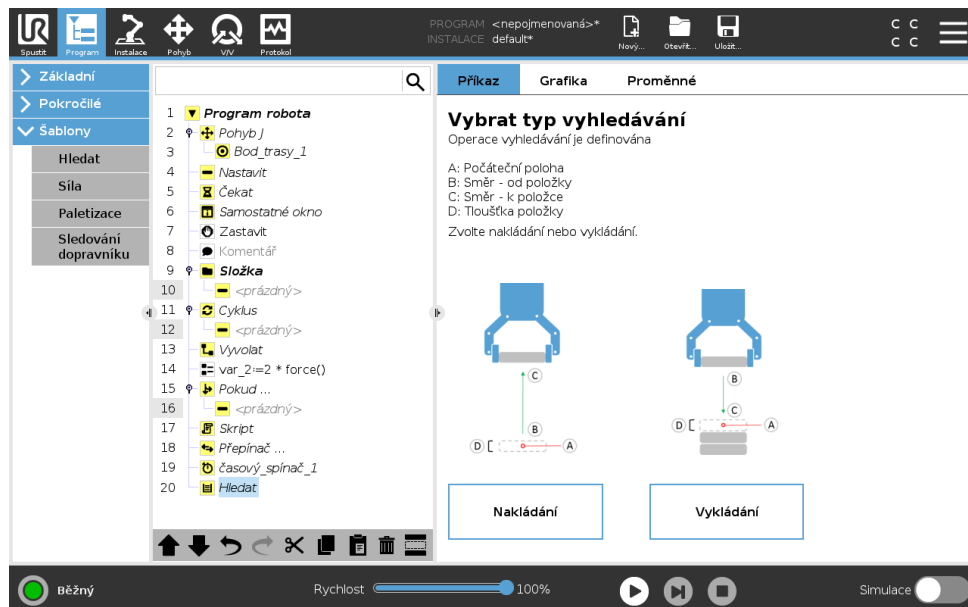 Spustit
Program
Instalace
Pohyb
V/V
Protokol
PROGRAM <nepojmenovaná>*
INSTALACE default*
Nový...
Otevřít...
Uložit...
C C
C C
Základní
Pokročilé
Šablony
Hledat
Síla
Paletizace
Sledování
dopravníku
1 Program robota
2 Pohyb J
3 Bod_trasy_1
4 Nastavit
5 Čekat
6 Samostatné okno
7 Zastavit
8 Komentář
9 Složka
10 <prázdný>
11 Cyklus
12 <prázdný>
13 Vyvolat
14 var_2:=2 * force()
15 Pokud ...
16 <prázdný>
17 Skript
18 Přepínač ...
19 časový_spínač_1
20 Hledat
Příkaz Grafika Proměnné
Vybrat typ vyhledávání
Operace vyhledávání je definována
A: Počáteční poloha
B: Směr - od položky
C: Směr - k položce
D: Tloušťka položky
Zvolte nakládání nebo vykládání.
C
B
D
A
B
C
D
A
Nakládání
Vykládání
Běžný
Rychlost
100%
Simulace